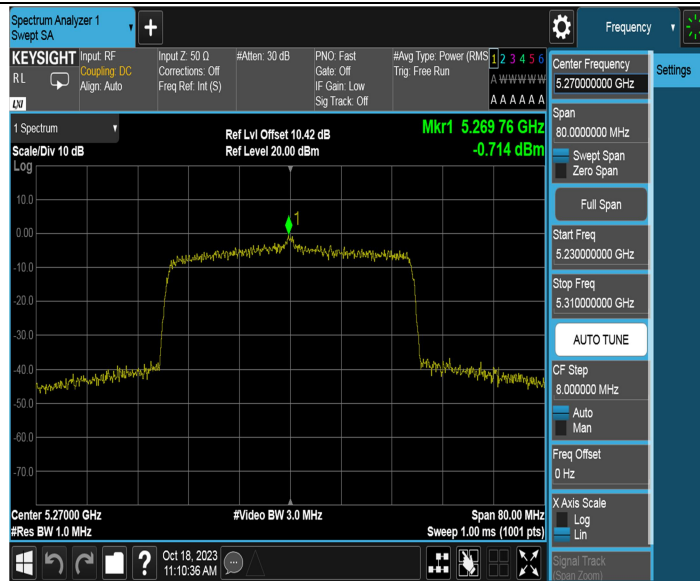 Spectrum Analyzer 1
Swept SA
Frequency
KEYSIGHT
RL
LXI
Input: RF
Coupling: DC
Align: Auto
Input Z: 50 Ω
Corrections: Off
Freq Ref: Int (S)
#Atten: 30 dB
PNO: Fast
Gate: Off
IF Gain: Low
Sig Track: Off
#Avg Type: Power (RMS
Trig: Free Run
1 2 3 4 5 6
A W W W W W
A A A A A A
Center Frequency
5.270000000 GHz
Settings
Span
80.0000000 MHz
Swept Span
Zero Span
Full Span
Start Freq
5.230000000 GHz
Stop Freq
5.310000000 GHz
AUTO TUNE
CF Step
8.000000 MHz
Auto
Man
Freq Offset
0 Hz
X Axis Scale
Log
Lin
Signal Track
(Span Zoom)
1 Spectrum
Scale/Div 10 dB
Ref Lvl Offset 10.42 dB
Ref Level 20.00 dBm
Mkr1 5.269 76 GHz
-0.714 dBm
Log
10.0
0.00
-10.0
-20.0
-30.0
-40.0
-50.0
-60.0
-70.0
1
Center 5.27000 GHz
#Res BW 1.0 MHz
#Video BW 3.0 MHz
Span 80.00 MHz
Sweep 1.00 ms (1001 pts)
Oct 18, 2023
11:10:36 AM